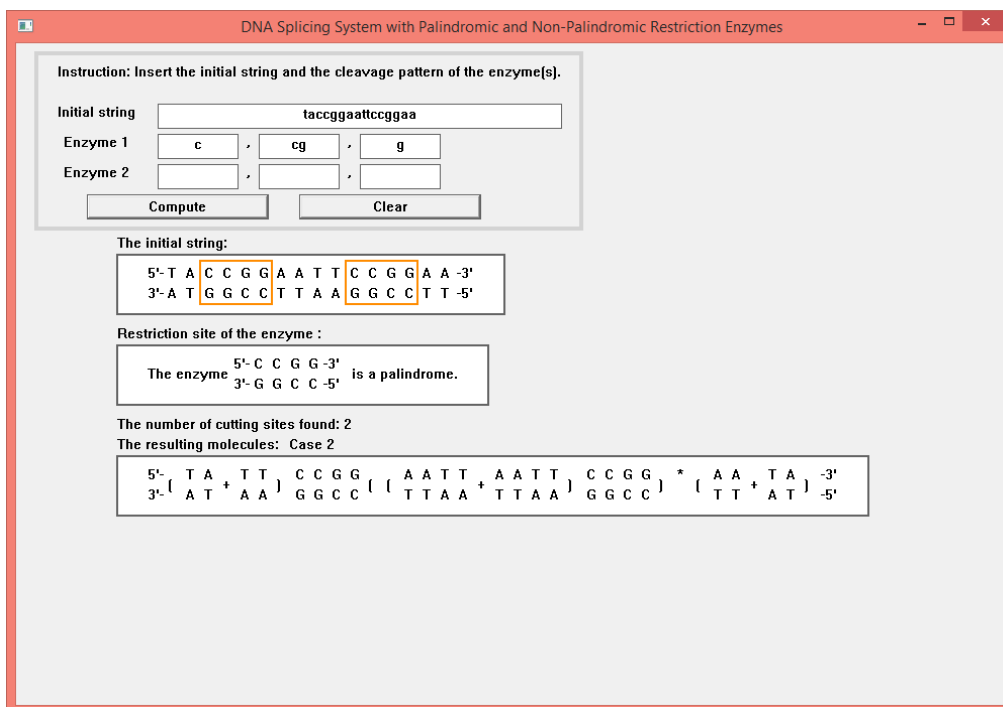 DNA Splicing System with Palindromic and Non-Palindromic Restriction Enzymes
Instruction: Insert the initial string and the cleavage pattern of the enzyme(s).
Initial string taccggaattccggaa
Enzyme 1 c , cg , g
Enzyme 2 , ,
Compute Clear
The initial string:
5'- T A C C G G A A T T C C G G A A -3'
3'- A T G G C C T T A A G G C C T T -5'
Restriction site of the enzyme :
5'- C C G G -3'
The enzyme is a palindrome.
3'- G G C C -5'
The number of cutting sites found: 2
The resulting molecules: Case 2
5'- ( T A + T T ) C C G G ( ( A A T T + A A T T ) C C G G ) * ( A A + T A ) -3'
3'- A T A A G G C C T T A A T T A A G G C C T T A T -5'